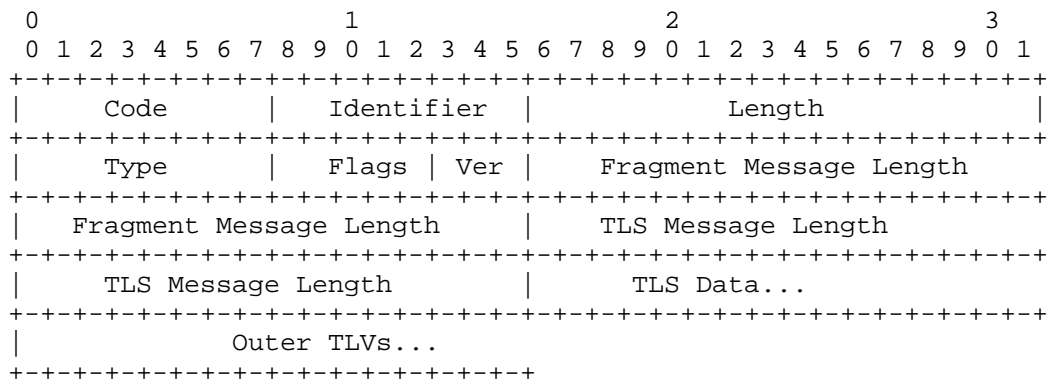 0                   1                   2                   3
 0 1 2 3 4 5 6 7 8 9 0 1 2 3 4 5 6 7 8 9 0 1 2 3 4 5 6 7 8 9 0 1
+-+-+-+-+-+-+-+-+-+-+-+-+-+-+-+-+-+-+-+-+-+-+-+-+-+-+-+-+-+-+-+-+
|     Code      |   Identifier  |            Length             |
+-+-+-+-+-+-+-+-+-+-+-+-+-+-+-+-+-+-+-+-+-+-+-+-+-+-+-+-+-+-+-+-+
|     Type      |   Flags | Ver |    Fragment Message Length
+-+-+-+-+-+-+-+-+-+-+-+-+-+-+-+-+-+-+-+-+-+-+-+-+-+-+-+-+-+-+-+-+
|   Fragment Message Length     |    TLS Message Length
+-+-+-+-+-+-+-+-+-+-+-+-+-+-+-+-+-+-+-+-+-+-+-+-+-+-+-+-+-+-+-+-+
|     TLS Message Length        |      TLS Data...
+-+-+-+-+-+-+-+-+-+-+-+-+-+-+-+-+-+-+-+-+-+-+-+-+-+-+-+-+-+-+-+-+
|             Outer TLVs...
+-+-+-+-+-+-+-+-+-+-+-+-+-+-+-+-+